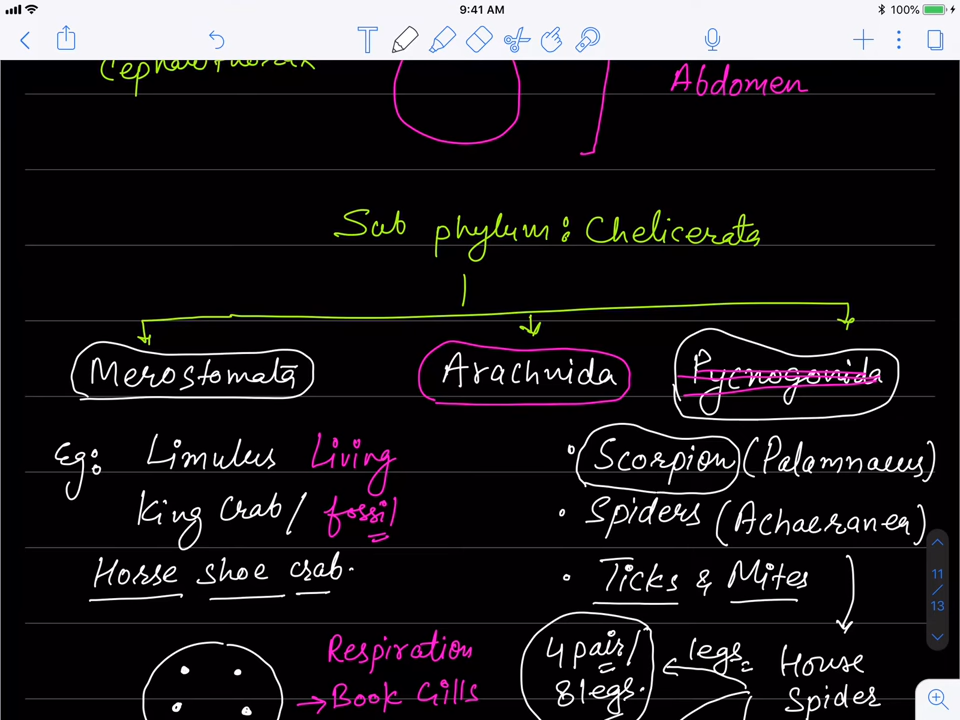 9:41 AM
100%
T
Cephalothorax
Abdomen
Sub phylum: Chelicerata
Merostomata
Arachnida
Pycnogonida
Eg: Limulus Living
King Crab/ fossil
Horse shoe crab.
• Scorpion (Palamnaeus)
• Spiders (Achaeranea)
• Ticks & Mites
Respiration
→ Book Gills
4 pair/
8 legs.
legs
House
Spider
11
/
13